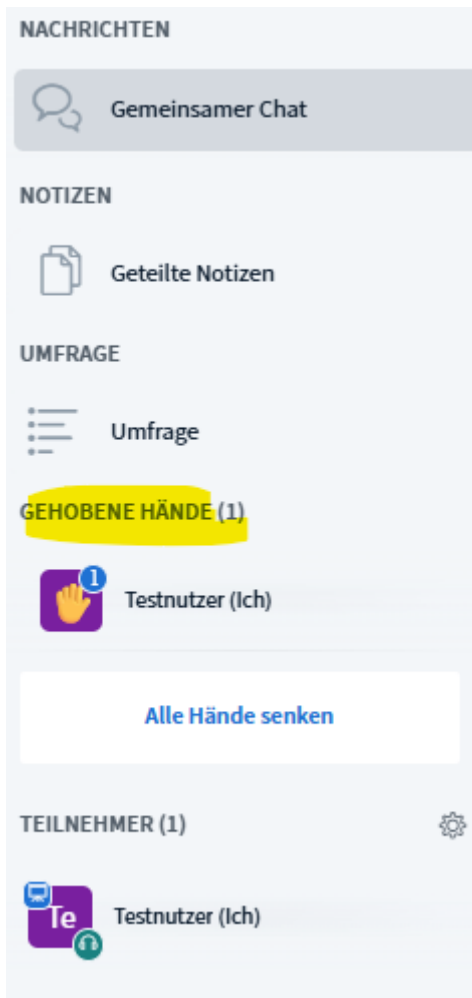 NACHRICHTEN
Gemeinsamer Chat
NOTIZEN
Geteilte Notizen
UMFRAGE
Umfrage
GEHOBENE HÄNDE (1)
1
Testnutzer (Ich)
Alle Hände senken
TEILNEHMER (1)
Te
Testnutzer (Ich)